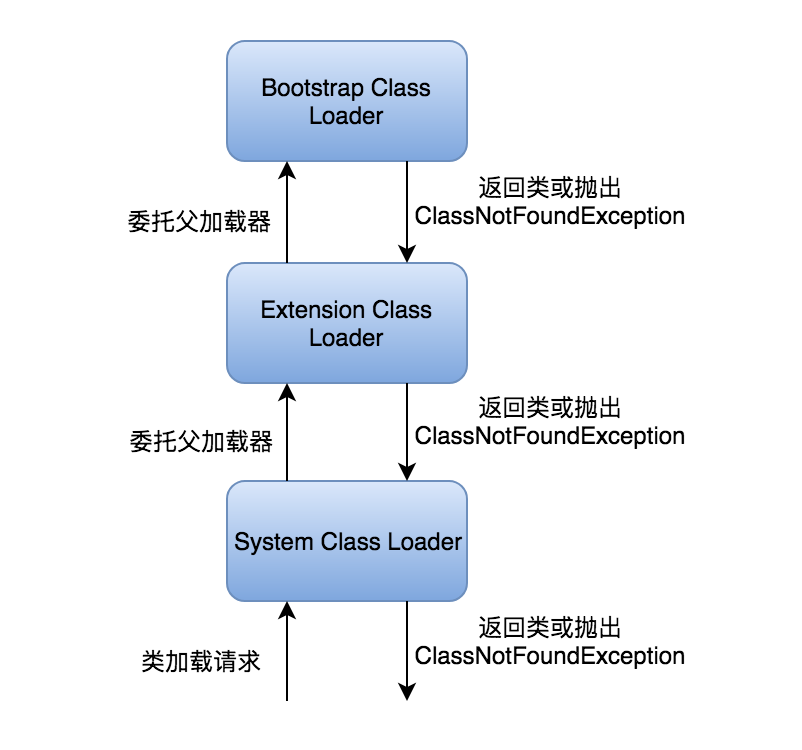 Bootstrap Class
Loader
委托父加载器
返回类或抛出
ClassNotFoundException
Extension Class
Loader
委托父加载器
返回类或抛出
ClassNotFoundException
System Class Loader
类加载请求
返回类或抛出
ClassNotFoundException